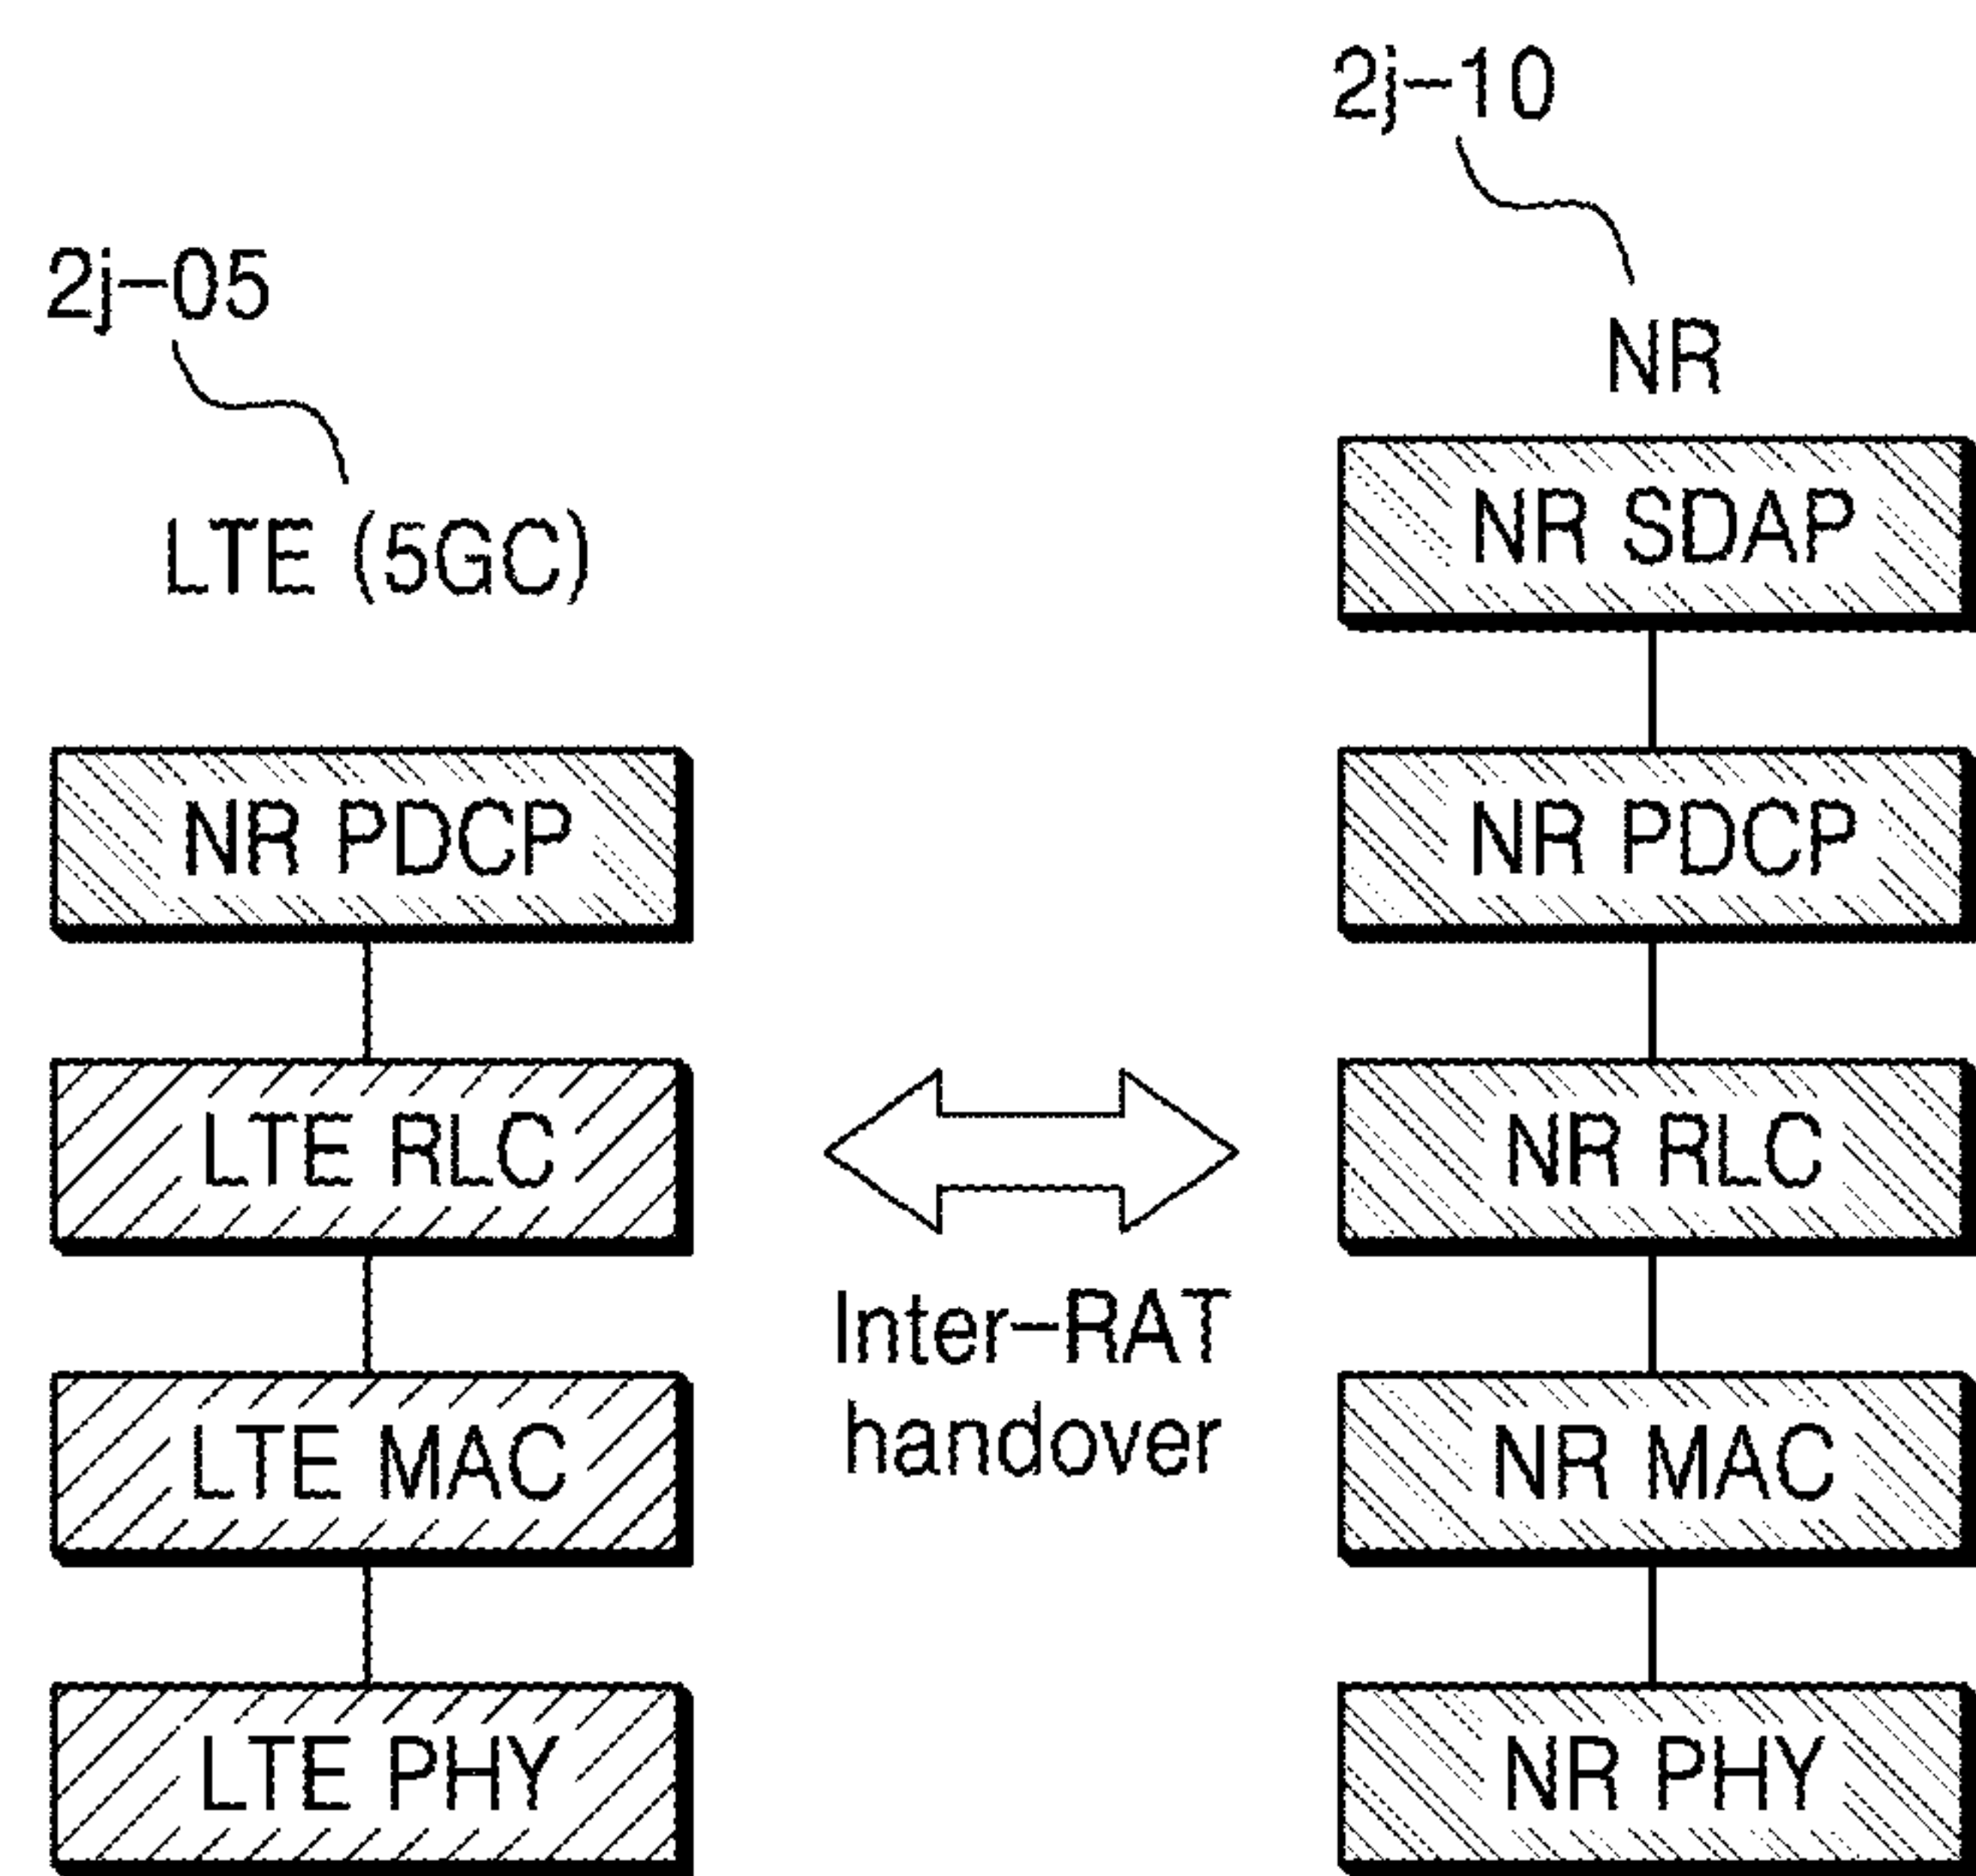 2j-05
LTE (5GC)
NR PDCP
LTE RLC
LTE MAC
LTE PHY
Inter-RAT
handover
2j-10
NR
NR SDAP
NR PDCP
NR RLC
NR MAC
NR PHY